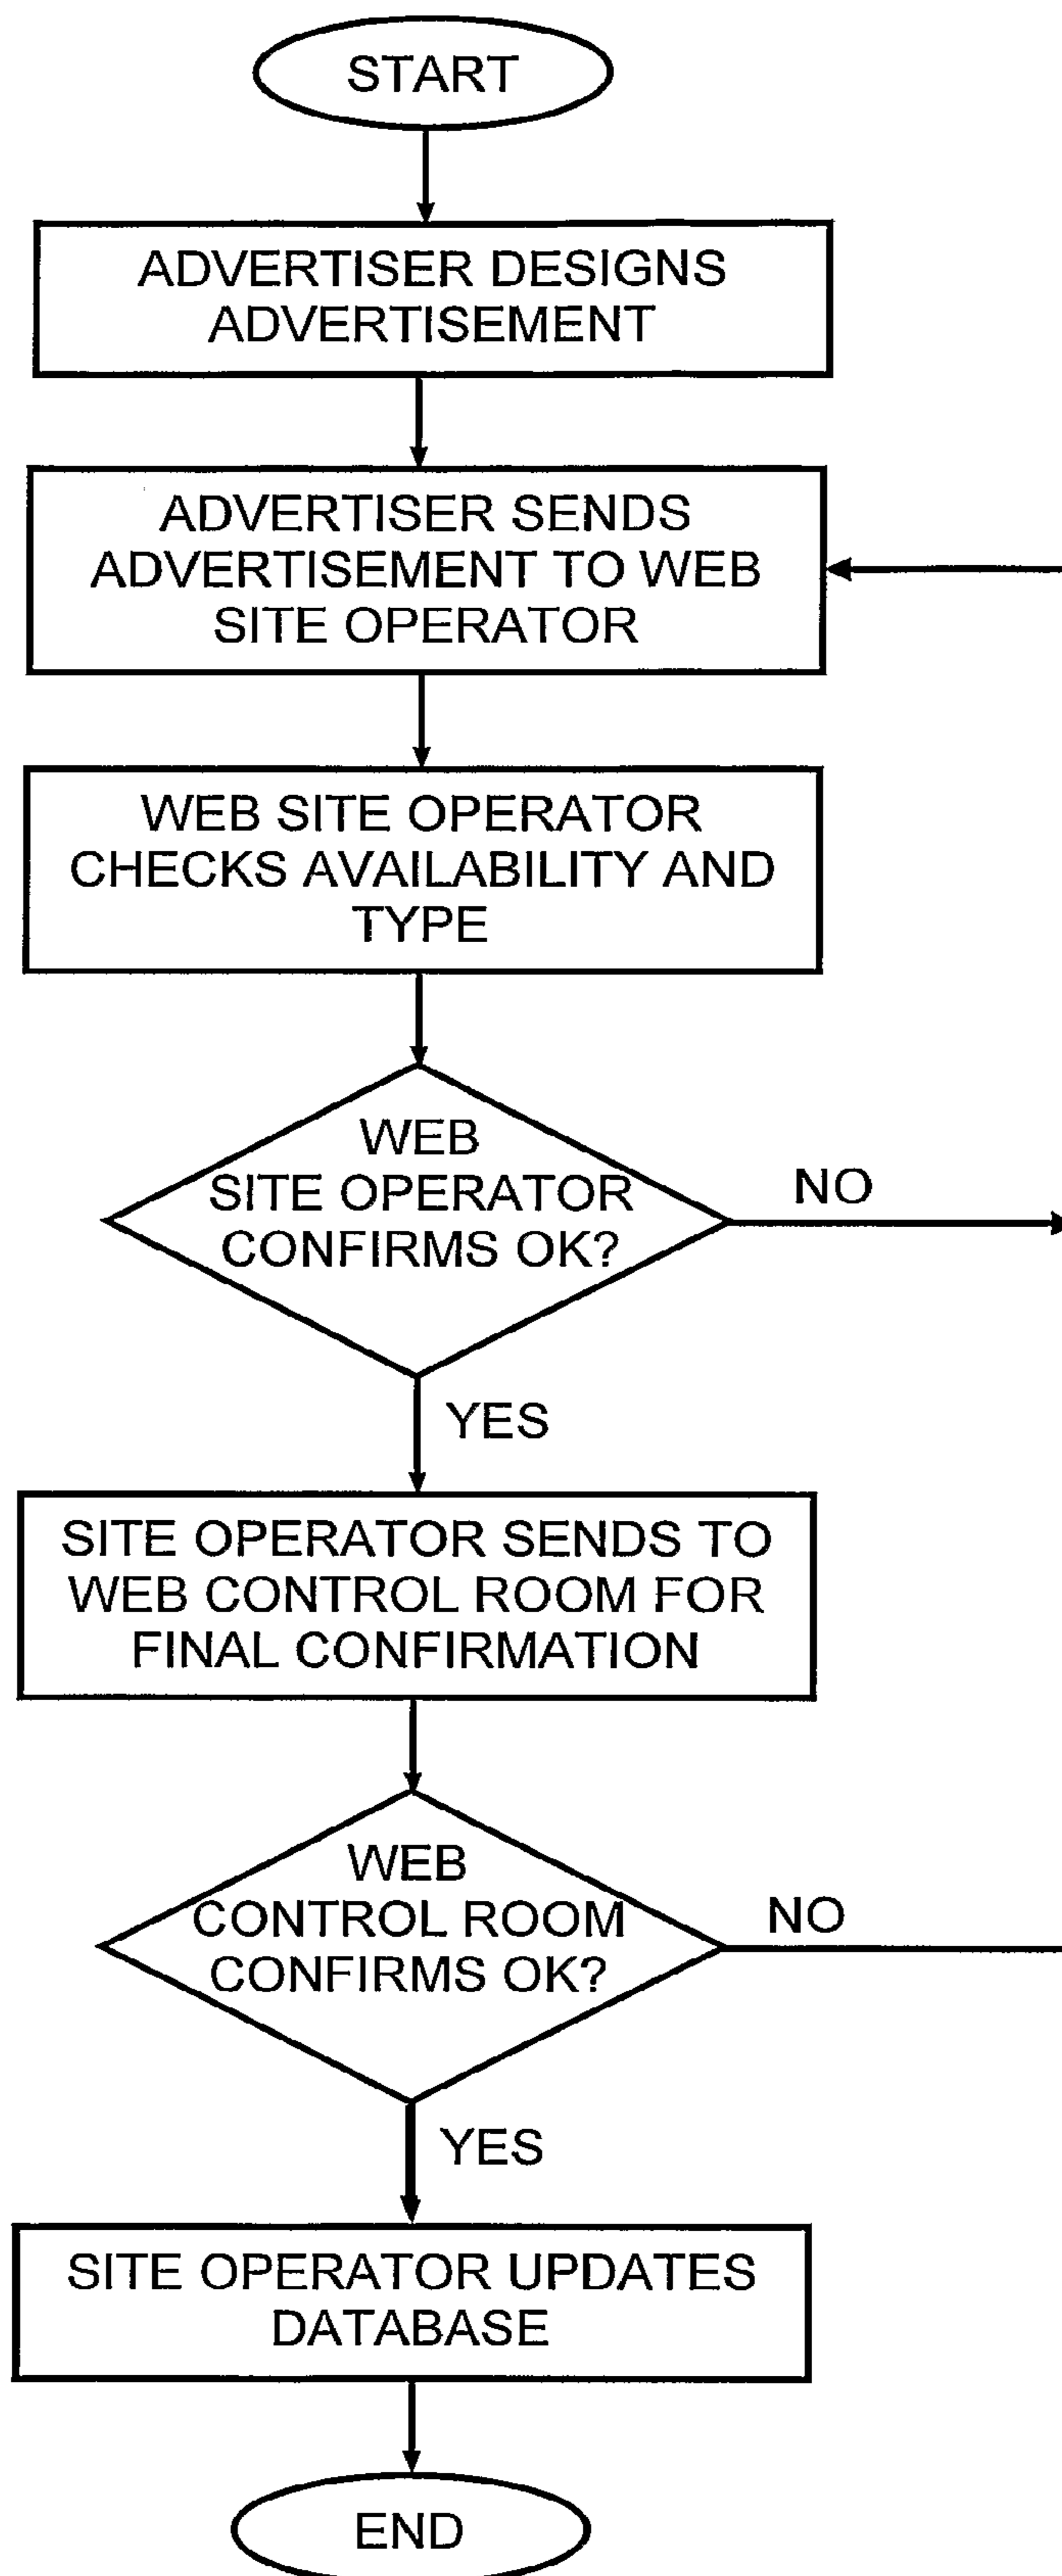 START
ADVERTISER DESIGNS
ADVERTISEMENT
ADVERTISER SENDS
ADVERTISEMENT TO WEB
SITE OPERATOR
WEB SITE OPERATOR
CHECKS AVAILABILITY AND
TYPE
WEB
SITE OPERATOR
CONFIRMS OK?
NO
YES
SITE OPERATOR SENDS TO
WEB CONTROL ROOM FOR
FINAL CONFIRMATION
WEB
CONTROL ROOM
CONFIRMS OK?
NO
YES
SITE OPERATOR UPDATES
DATABASE
END